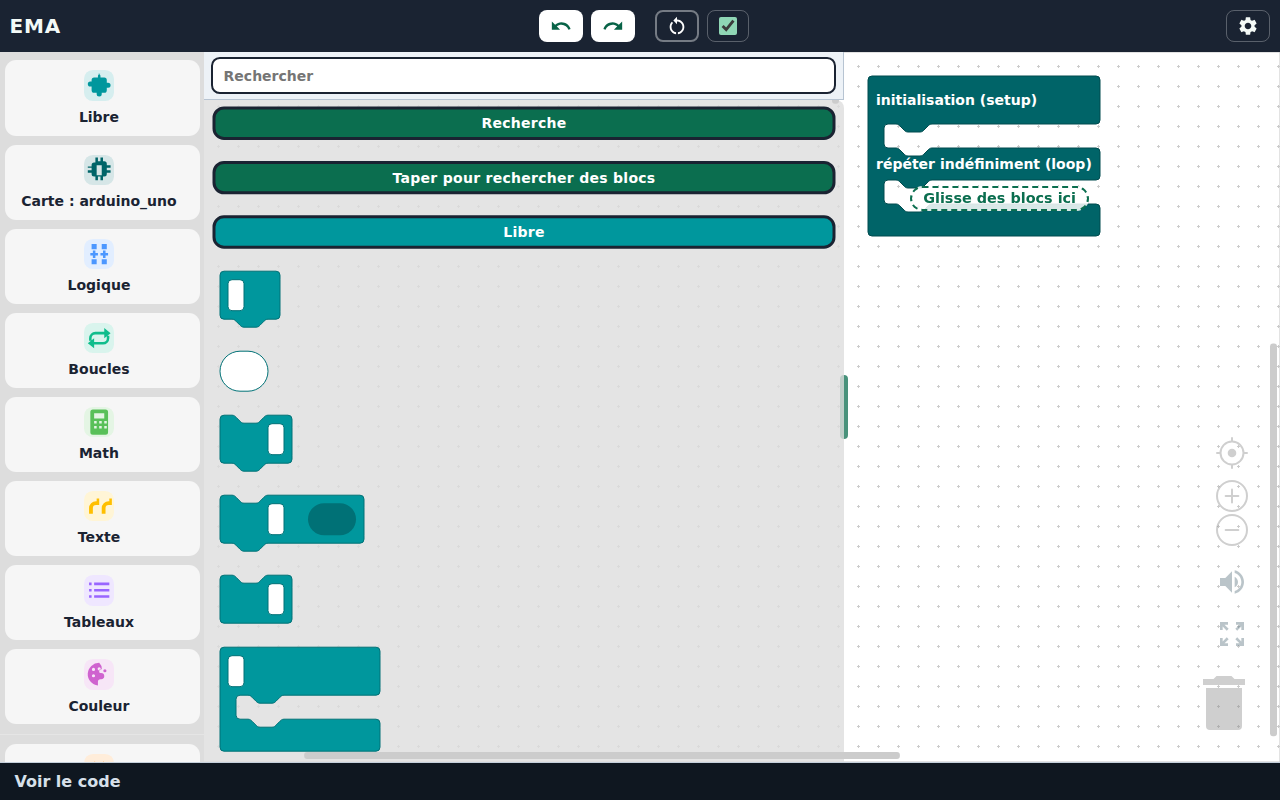 EMA
Libre
Carte : arduino_uno
Logique
Boucles
Math
Texte
Tableaux
Couleur
Rechercher
Recherche
Taper pour rechercher des blocs
Libre
initialisation (setup)
répéter indéfiniment (loop)
Glisse des blocs ici
Voir le code